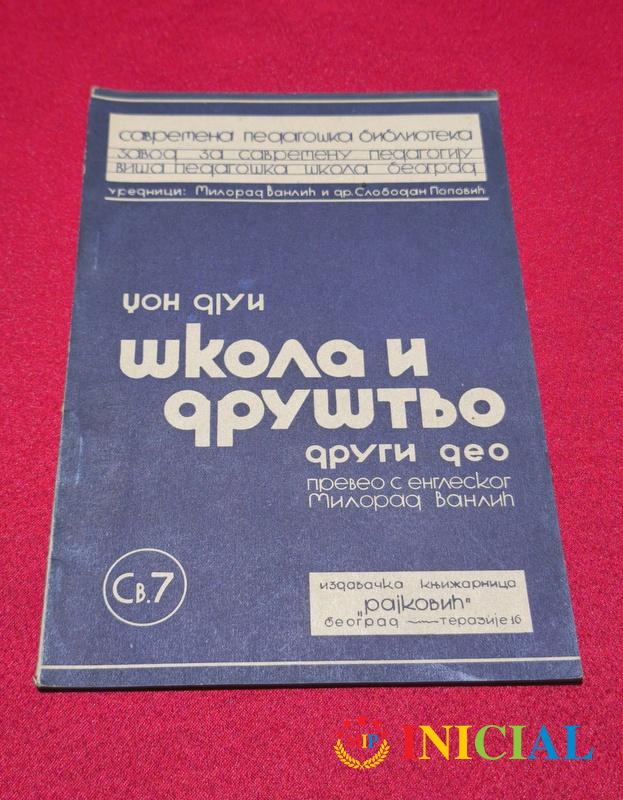 савремена педагошка библиотека
завод за савремену педагогију
виша педагошка школа београд
уредници: Милорад Ванлић и др. Слободан Поповић
џон дјуи
школа и
друштво
други део
превео с енглеског
Милорад Ванлић
Св. 7
издавачка књижарница
„Рајковић"
београд — теразије 16
IP INICIAL